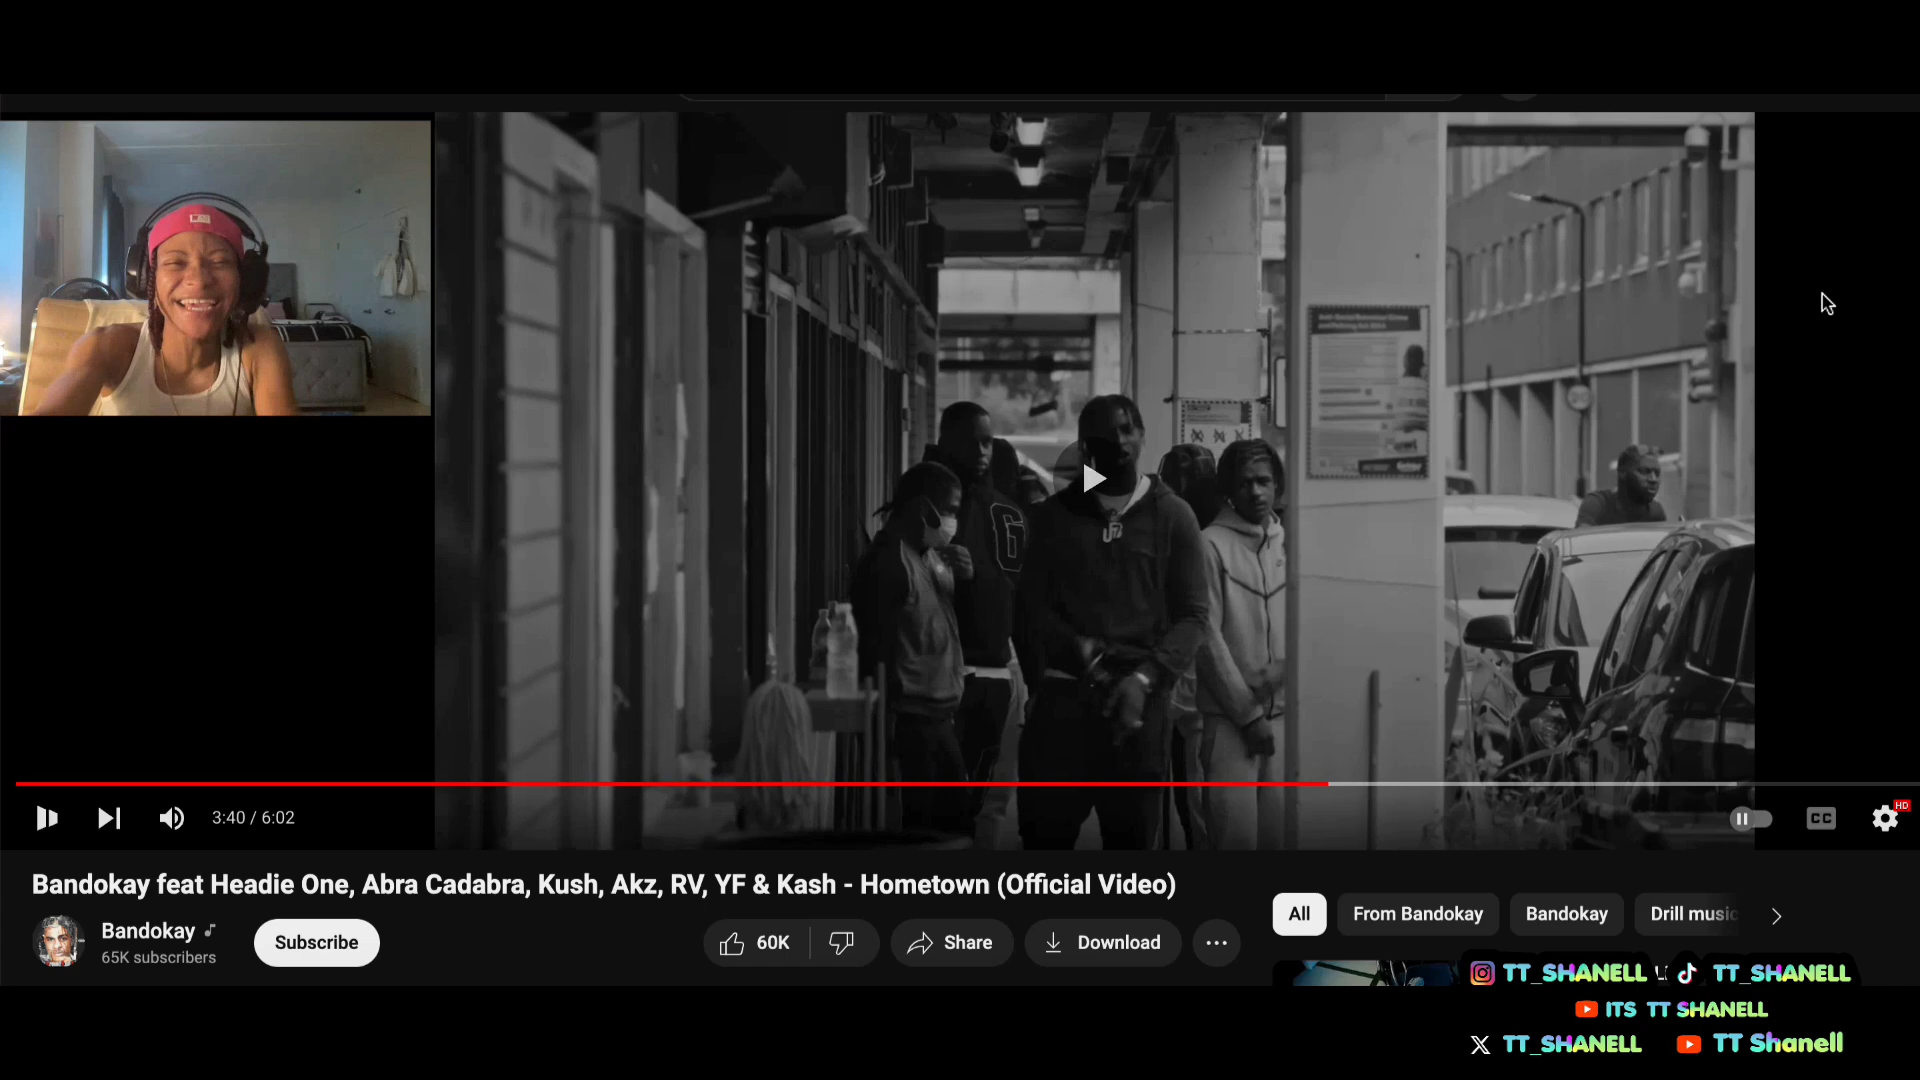 G
3:40 / 6:02
CC
HD
Bandokay feat Headie One, Abra Cadabra, Kush, Akz, RV, YF & Kash - Hometown (Official Video)
Bandokay
65K subscribers
Subscribe
60K
Share
Download
All
From Bandokay
Bandokay
Drill music
TT_SHANELL
TT_SHANELL
ITS TT SHANELL
TT_SHANELL
TT Shanell